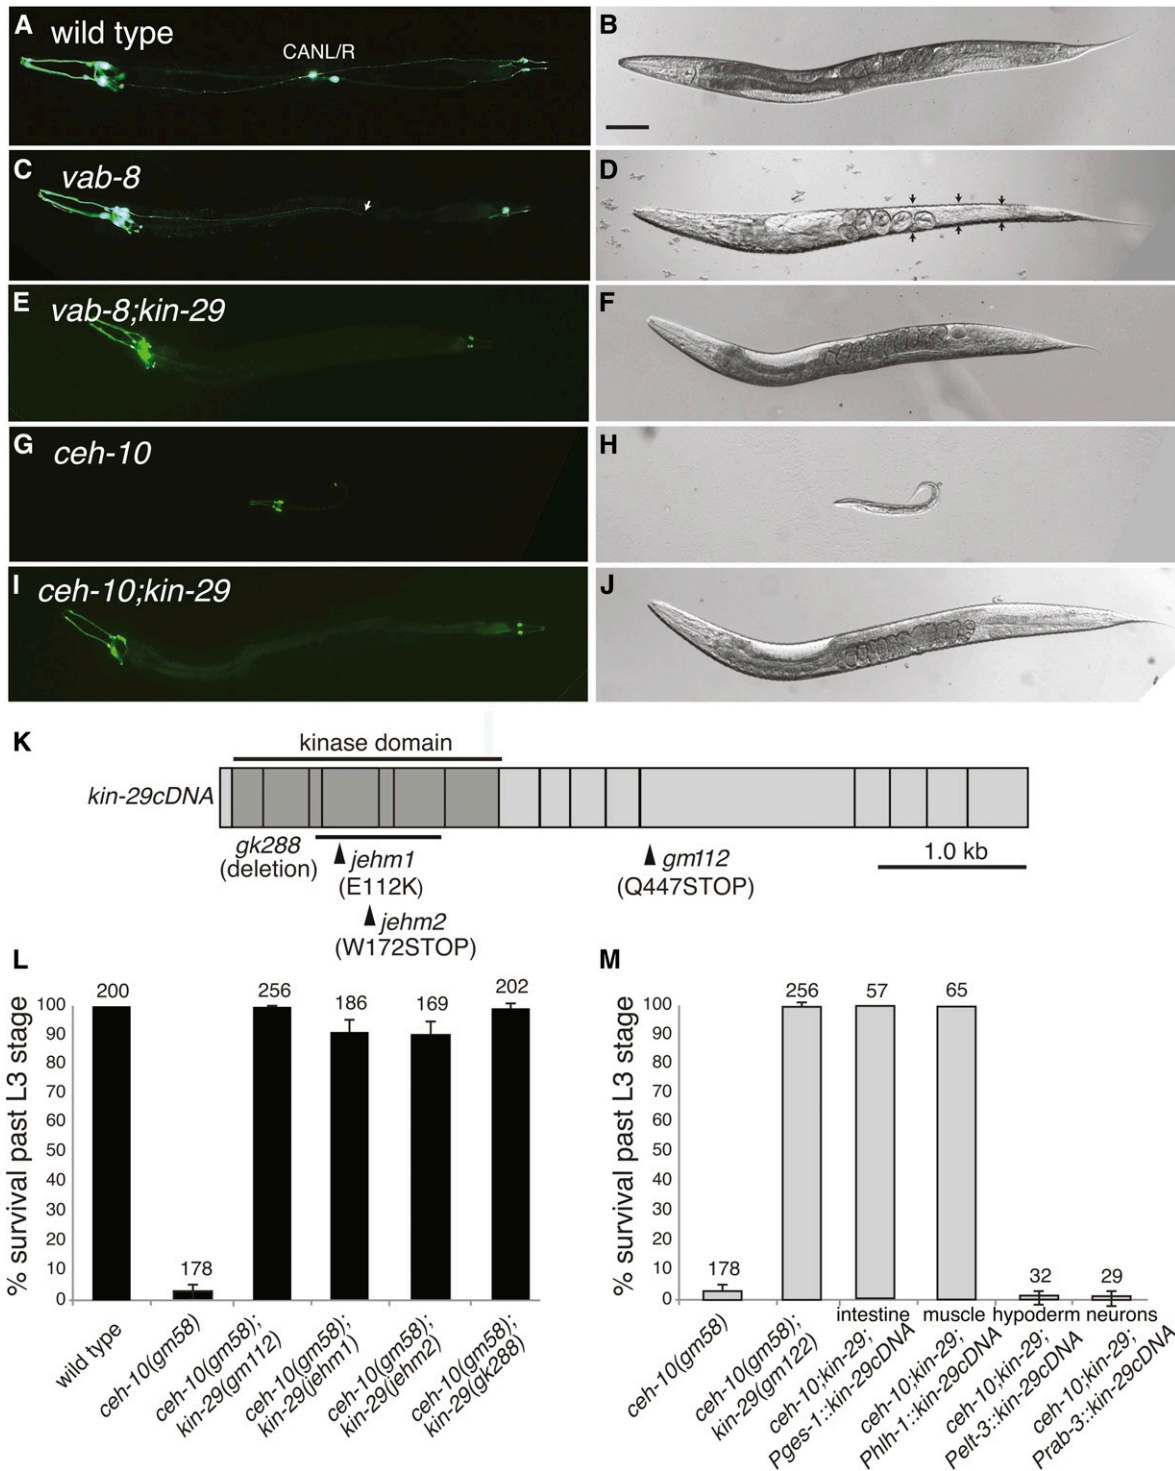 A wild type
CANL/R
B
C vab-8
D
E vab-8;kin-29
F
G ceh-10
H
I ceh-10;kin-29
J
K
kinase domain
kin-29cDNA
gk288
(deletion)
jehm1
(E112K)
jehm2
(W172STOP)
gm112
(Q447STOP)
1.0 kb
L
% survival past L3 stage
100
90
80
70
60
50
40
30
20
10
0
200
178
256
186
169
202
wild type
ceh-10(gm58)
ceh-10(gm58);
kin-29(gm112)
ceh-10(gm58);
kin-29(jehm1)
ceh-10(gm58);
kin-29(jehm2)
ceh-10(gm58);
kin-29(gk288)
M
% survival past L3 stage
100
90
80
70
60
50
40
30
20
10
0
178
256
57
65
32
29
intestine muscle hypoderm neurons
ceh-10(gm58)
ceh-10(gm58);
kin-29(gm122)
ceh-10;kin-29;
Pges-1::kin-29cDNA
ceh-10;kin-29;
Phlh-1::kin-29cDNA
ceh-10;kin-29;
Pelt-3::kin-29cDNA
ceh-10;kin-29;
Prab-3::kin-29cDNA